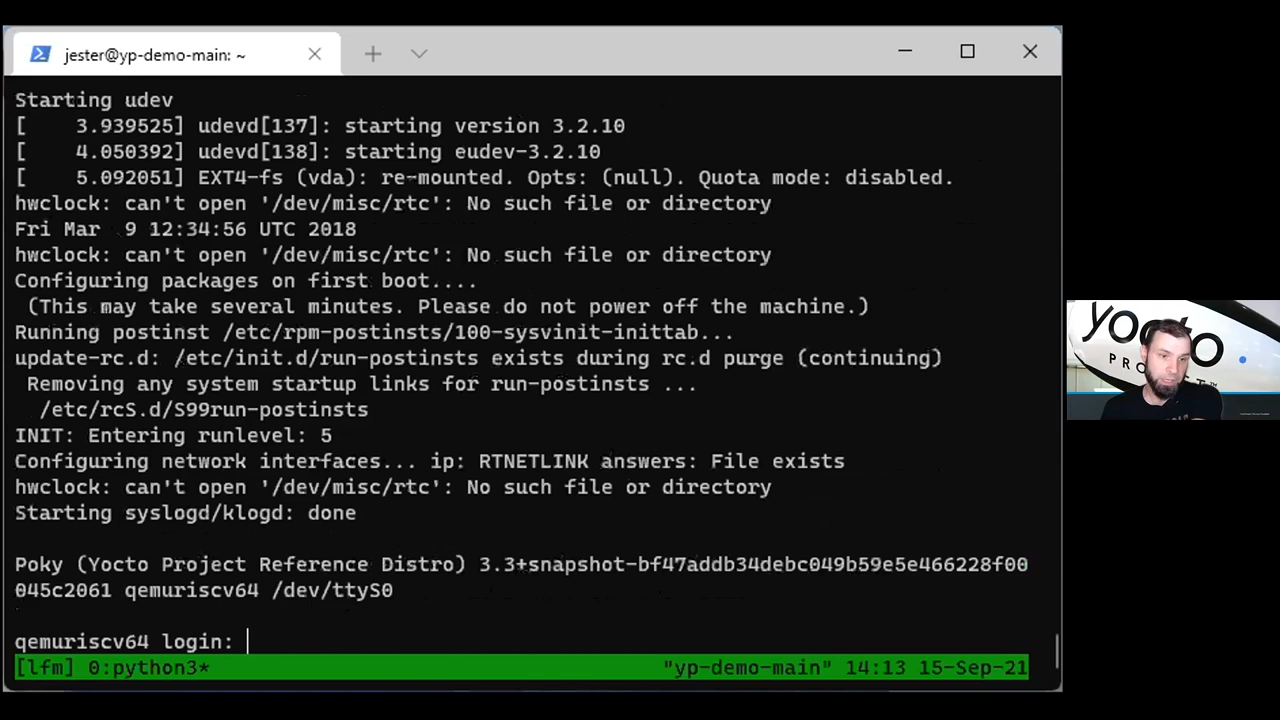 jester@yp-demo-main: ~
Starting udev
[    3.939525] udevd[137]: starting version 3.2.10
[    4.050392] udevd[138]: starting eudev-3.2.10
[    5.092051] EXT4-fs (vda): re-mounted. Opts: (null). Quota mode: disabled.
hwclock: can't open '/dev/misc/rtc': No such file or directory
Fri Mar  9 12:34:56 UTC 2018
hwclock: can't open '/dev/misc/rtc': No such file or directory
Configuring packages on first boot....
 (This may take several minutes. Please do not power off the machine.)
Running postinst /etc/rpm-postinsts/100-sysvinit-inittab...
update-rc.d: /etc/init.d/run-postinsts exists during rc.d purge (continuing)
 Removing any system startup links for run-postinsts ...
  /etc/rcS.d/S99run-postinsts
INIT: Entering runlevel: 5
Configuring network interfaces... ip: RTNETLINK answers: File exists
hwclock: can't open '/dev/misc/rtc': No such file or directory
Starting syslogd/klogd: done
Poky (Yocto Project Reference Distro) 3.3+snapshot-bf47addb34debc049b59e5e466228f00
045c2061 qemuriscv64 /dev/ttyS0
qemuriscv64 login:
[lfm] 0:python3* "yp-demo-main" 14:13 15-Sep-21
yocto